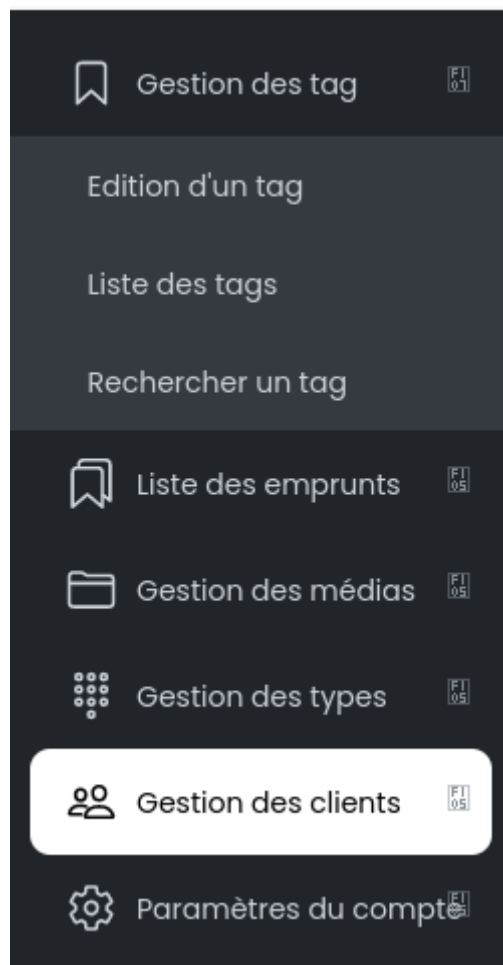 Gestion des tag
Edition d'un tag
Liste des tags
Rechercher un tag
Liste des emprunts
Gestion des médias
Gestion des types
Gestion des clients
Paramètres du compte